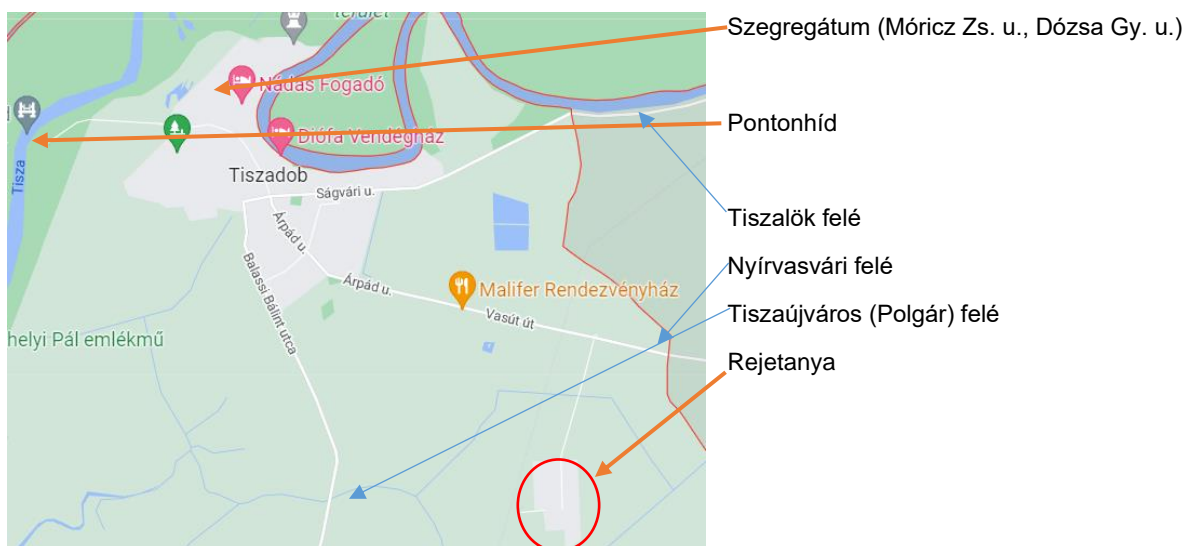 terület
Nádas Fogadó
Diófa Vendégház
Tisza
Tiszadob
Ságvári u.
Árpád u.
Balassi Bálint utca
Árpád u.
Malifer Rendezvényház
Vasút út
helyi Pál emlékmű
Szegregátum (Móricz Zs. u., Dózsa Gy. u.)
Pontonhíd
Tiszalök felé
Nyírvasvári felé
Tiszaújváros (Polgár) felé
Rejetanya